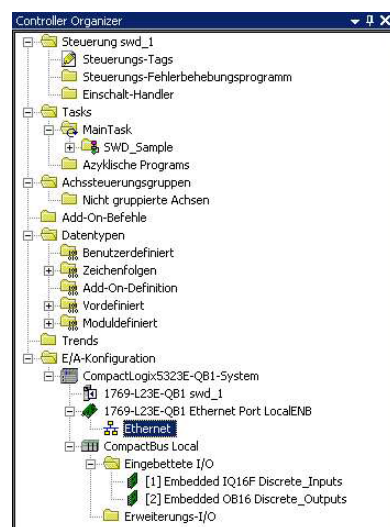 Controller Organizer
Steuerung swd_1
Steuerungs-Tags
Steuerungs-Fehlerbehebungsprogramm
Einschalt-Handler
Tasks
MainTask
SWD_Sample
Azyklische Programs
Achssteuerungsgruppen
Nicht gruppierte Achsen
Add-On-Befehle
Datentypen
Benutzerdefiniert
Zeichenfolgen
Add-On-Definition
Vordefiniert
Moduldefiniert
Trends
E/A-Konfiguration
CompactLogix5323E-QB1-System
1769-L23E-QB1 swd_1
1769-L23E-QB1 Ethernet Port LocalENB
Ethernet
CompactBus Local
Eingebettete I/O
[1] Embedded IQ16F Discrete_Inputs
[2] Embedded OB16 Discrete_Outputs
Erweiterungs-I/O